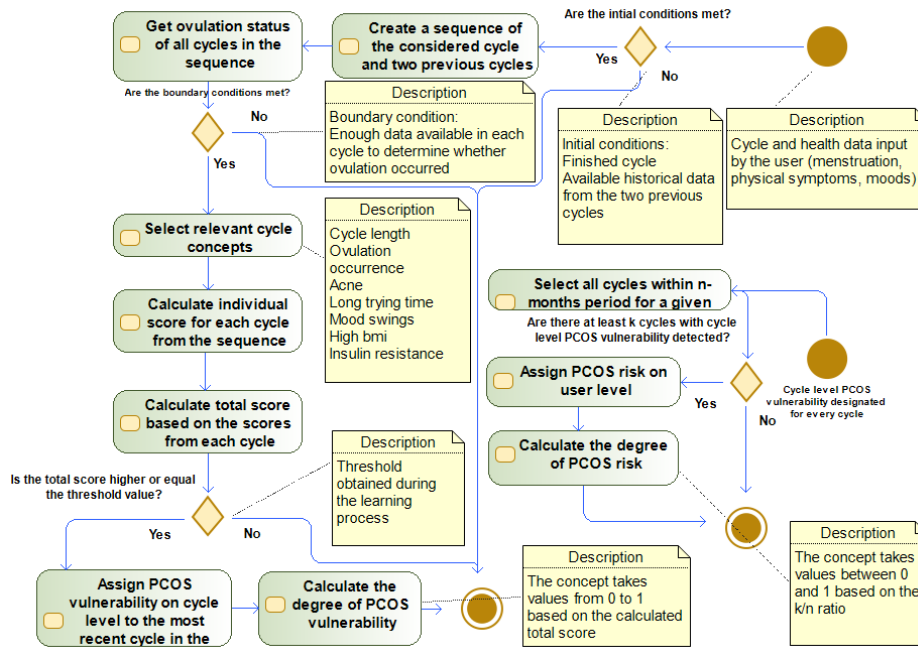 Get ovulation status
of all cycles in the
sequence
Create a sequence of
the considered cycle
and two previous cycles
Are the intial conditions met?
Yes
No
Are the boundary conditions met?
No
Yes
Description
Boundary condition:
Enough data available in each
cycle to determine whether
ovulation occurred
Description
Initial conditions:
Finished cycle
Available historical data
from the two previous
cycles
Description
Cycle and health data input
by the user (menstruation,
physical symptoms, moods)
Select relevant cycle
concepts
Description
Cycle length
Ovulation
occurrence
Acne
Long trying time
Mood swings
High bmi
Insulin resistance
Calculate individual
score for each cycle
from the sequence
Calculate total score
based on the scores
from each cycle
Is the total score higher or equal
the threshold value?
Yes
No
Description
Threshold
obtained during
the learning
process
Assign PCOS
vulnerability on cycle
level to the most
recent cycle in the
Calculate the
degree of PCOS
vulnerability
Description
The concept takes
values from 0 to 1
based on the calculated
total score
Select all cycles within n-
months period for a given
Are there at least k cycles with cycle
level PCOS vulnerability detected?
Assign PCOS risk on
user level
Yes
No
Cycle level PCOS
vulnerability designated
for every cycle
Calculate the degree
of PCOS risk
Description
The concept takes
values between 0
and 1 based on the
k/n ratio